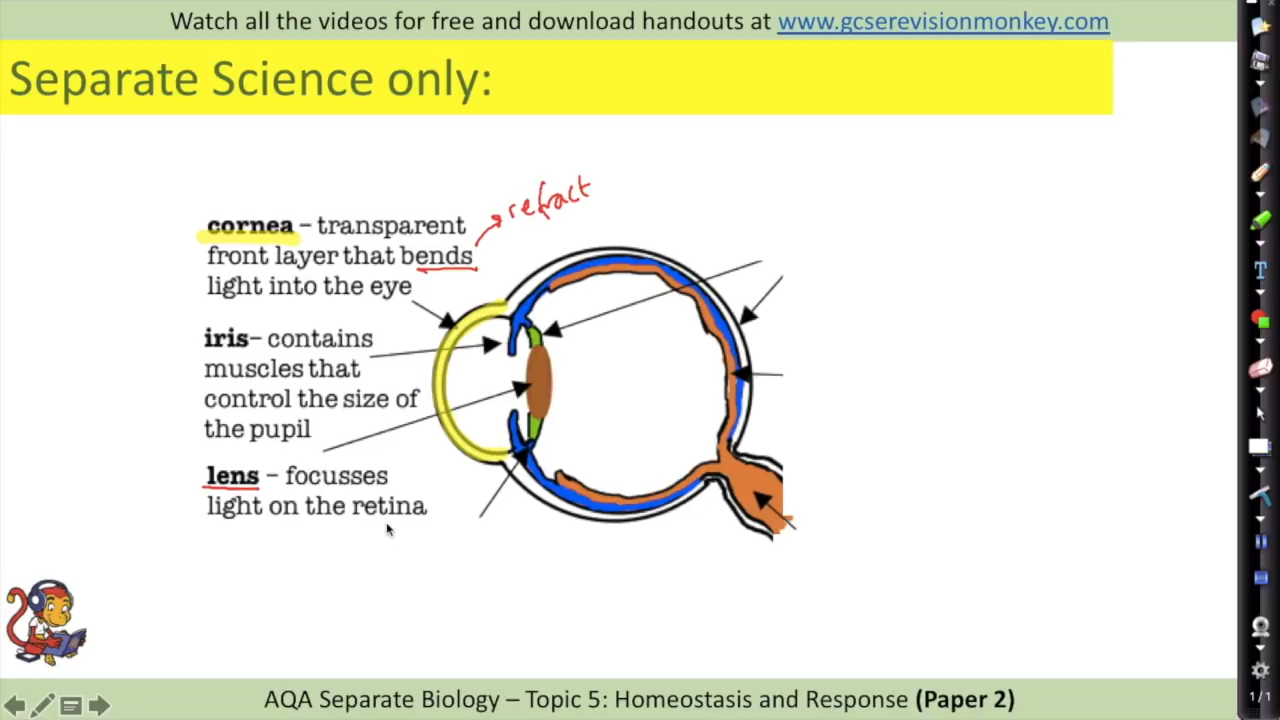 Watch all the videos for free and download handouts at www.gcserevisionmonkey.com
Separate Science only:
refract
cornea – transparent
front layer that bends
light into the eye
iris– contains
muscles that
control the size of
the pupil
lens – focusses
light on the retina
AQA Separate Biology – Topic 5: Homeostasis and Response (Paper 2)
T
1/1